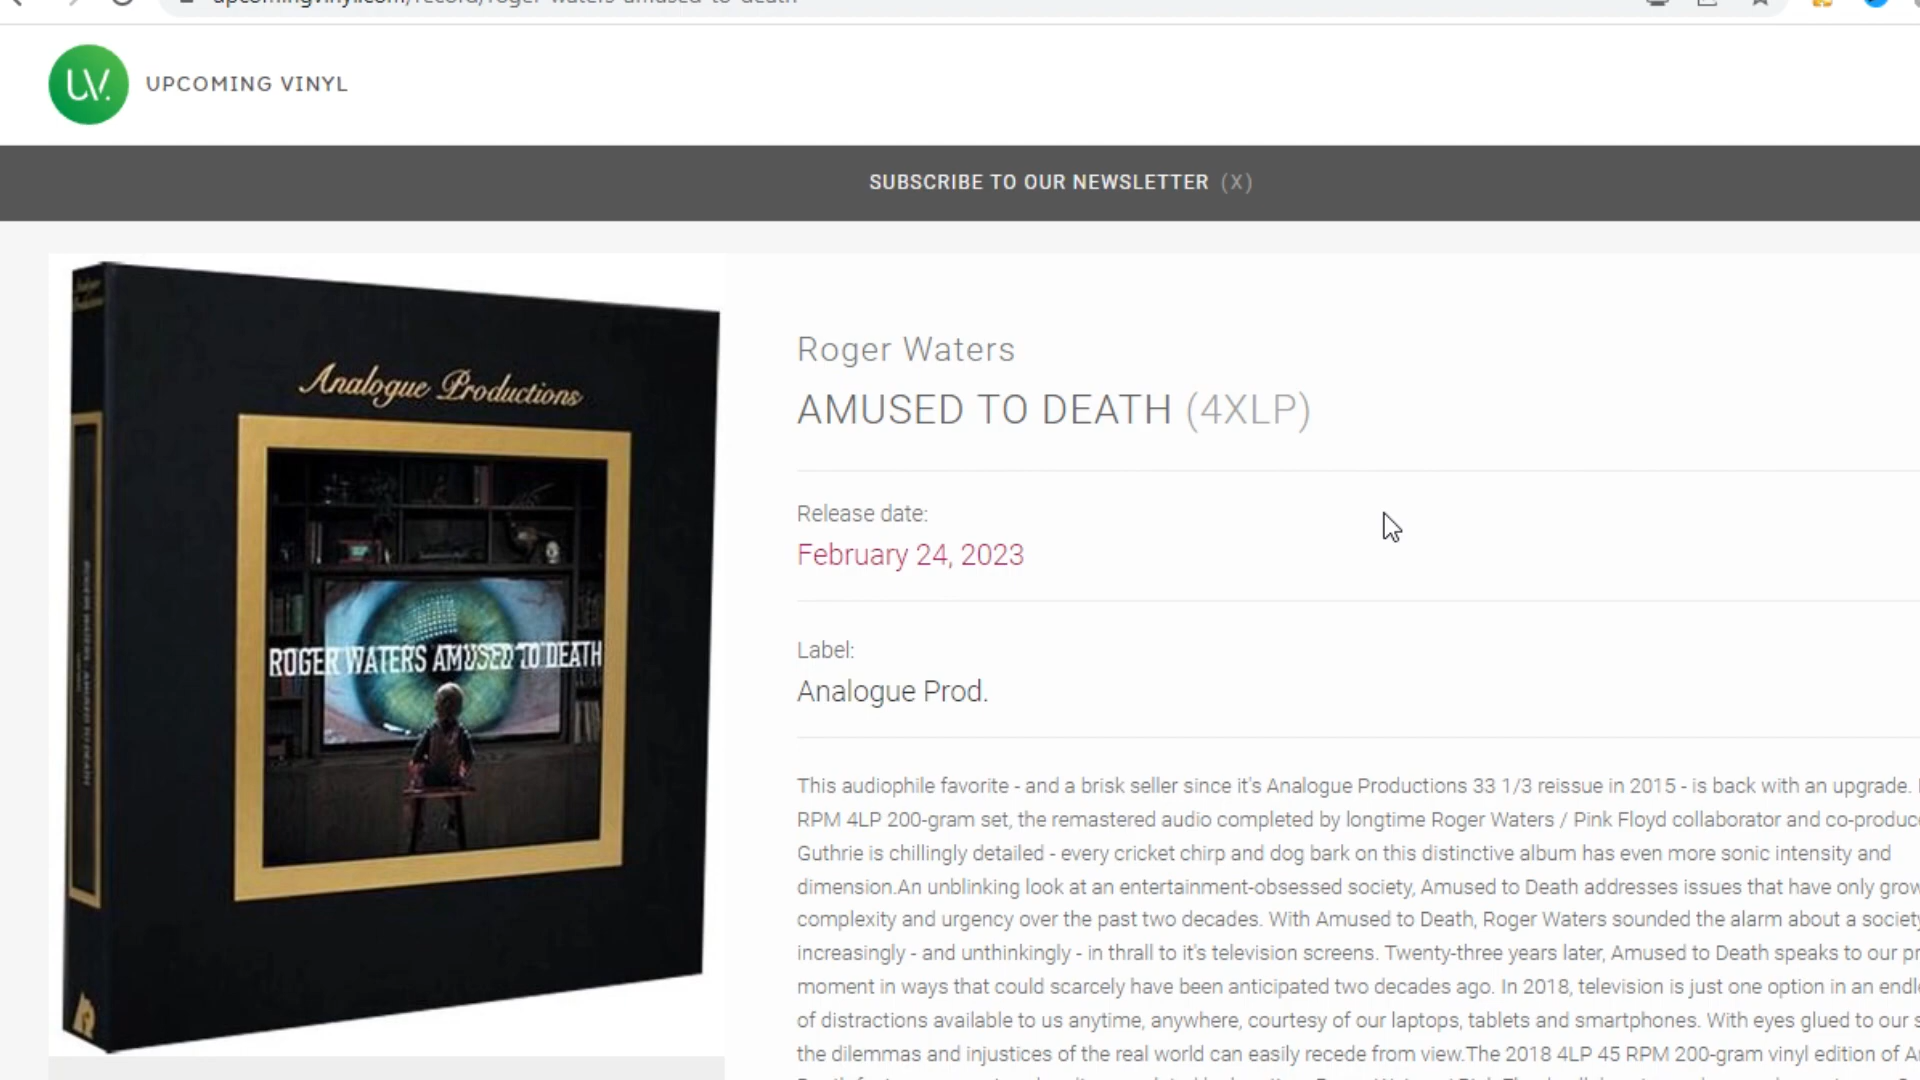 upcomingvinyl.com/record/roger-waters-amused-to-death
UV.
UPCOMING VINYL
SUBSCRIBE TO OUR NEWSLETTER (X)
Analogue Productions
ROGER WATERS AMUSED TO DEATH
Roger Waters
AMUSED TO DEATH (4XLP)
Release date:
February 24, 2023
Label:
Analogue Prod.
This audiophile favorite - and a brisk seller since it's Analogue Productions 33 1/3 reissue in 2015 - is back with an upgrade.
RPM 4LP 200-gram set, the remastered audio completed by longtime Roger Waters / Pink Floyd collaborator and co-produc
Guthrie is chillingly detailed - every cricket chirp and dog bark on this distinctive album has even more sonic intensity and
dimension.An unblinking look at an entertainment-obsessed society, Amused to Death addresses issues that have only grow
complexity and urgency over the past two decades. With Amused to Death, Roger Waters sounded the alarm about a society
increasingly - and unthinkingly - in thrall to it's television screens. Twenty-three years later, Amused to Death speaks to our pr
moment in ways that could scarcely have been anticipated two decades ago. In 2018, television is just one option in an endl
of distractions available to us anytime, anywhere, courtesy of our laptops, tablets and smartphones. With eyes glued to our s
the dilemmas and injustices of the real world can easily recede from view.The 2018 4LP 45 RPM 200-gram vinyl edition of A